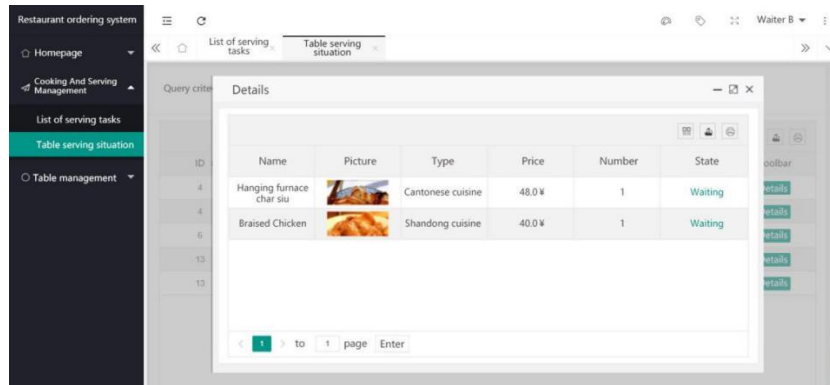 Restaurant ordering system
Waiter B
Homepage
List of serving tasks
Table serving situation
Cooking And Serving Management
Query crite
Details
List of serving tasks
Table serving situation
Table management
Name Picture Type Price Number State
ID
oolbar
Hanging furnace char siu Cantonese cuisine 48.0 ¥ 1 Waiting
4
etails
Braised Chicken Shandong cuisine 40.0 ¥ 1 Waiting
4
etails
6
etails
13
etails
13
etails
1 to 1 page Enter